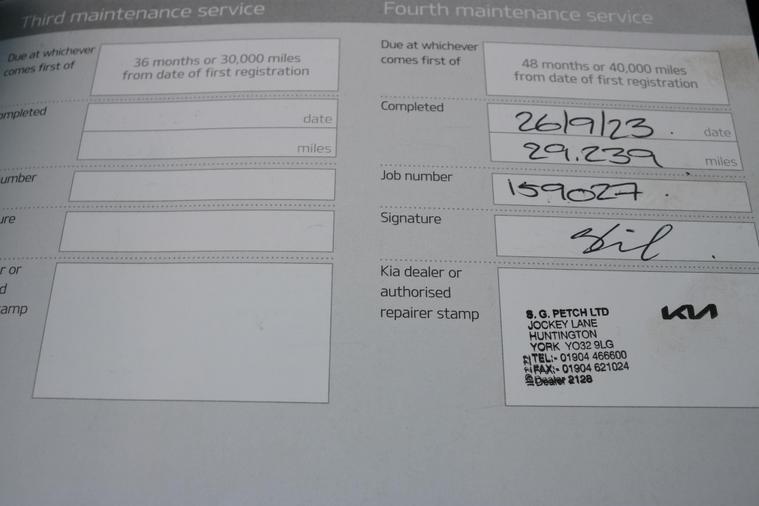 Third maintenance service
Due at whichever
comes first of
36 months or 30,000 miles
from date of first registration
ompleted
date
miles
umber
ure
r or
d
amp
Fourth maintenance service
Due at whichever
comes first of
48 months or 40,000 miles
from date of first registration
Completed
26/9/23.
date
29.239
miles
Job number
159027.
Signature
Kia dealer or
authorised
repairer stamp
S. G. PETCH LTD
JOCKEY LANE
HUNTINGTON
YORK YO32 9LG
TEL:- 01904 466600
FAX:- 01904 621024
Dealer 2128
KIA